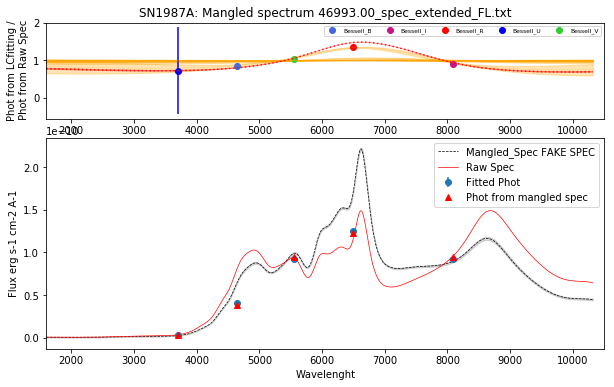 SN1987A: Mangled spectrum 46993.00_spec_extended_FL.txt
Phot from LCfitting /
Phot from Raw Spec
2
1
0
Bessell_B
Bessell_I
Bessell_R
Bessell_U
Bessell_V
2000 3000 4000 5000 6000 7000 8000 9000 10000
Flux erg s-1 cm-2 A-1
2.0
1.5
1.0
0.5
0.0
Mangled_Spec FAKE SPEC
Raw Spec
Fitted Phot
Phot from mangled spec
2000 3000 4000 5000 6000 7000 8000 9000 10000
Wavelenght